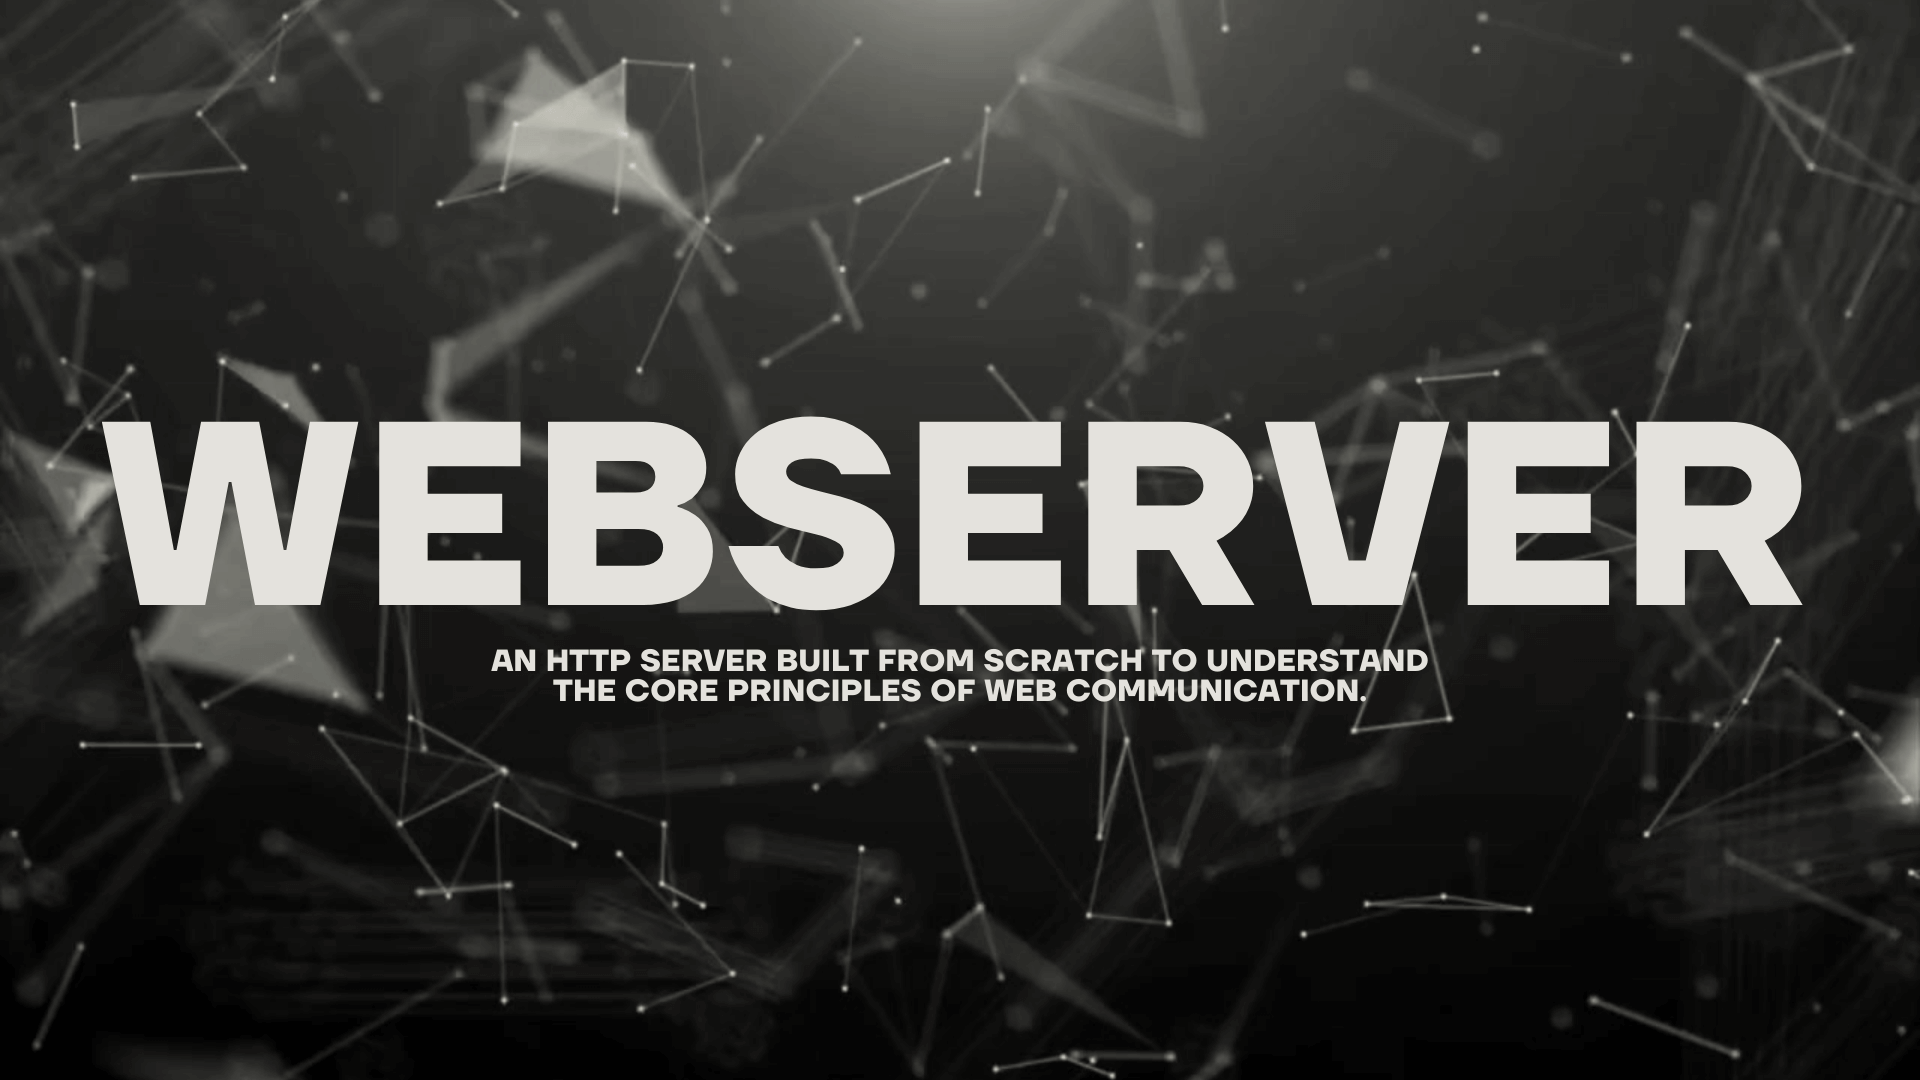 WEBSERVER
AN HTTP SERVER BUILT FROM SCRATCH TO UNDERSTAND
THE CORE PRINCIPLES OF WEB COMMUNICATION.